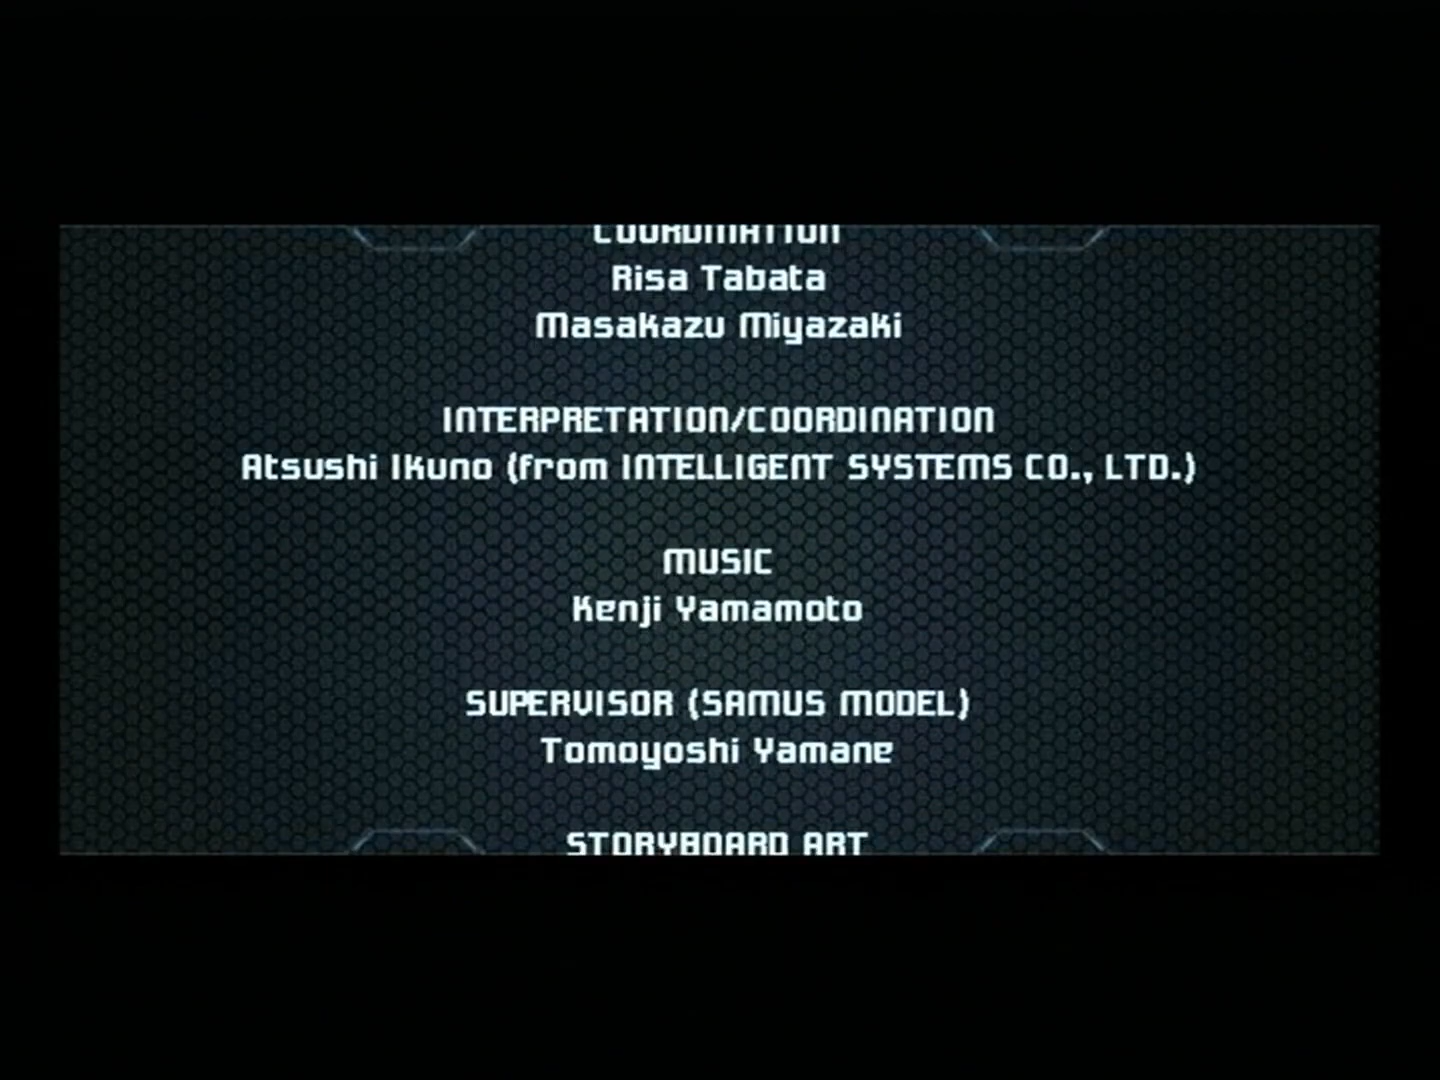 COORDINATION
Risa Tabata
Masakazu Miyazaki
INTERPRETATION/COORDINATION
Atsushi Ikuno (from INTELLIGENT SYSTEMS CO., LTD.)
MUSIC
Kenji Yamamoto
SUPERVISOR (SAMUS MODEL)
Tomoyoshi Yamane
STORYBOARD ART